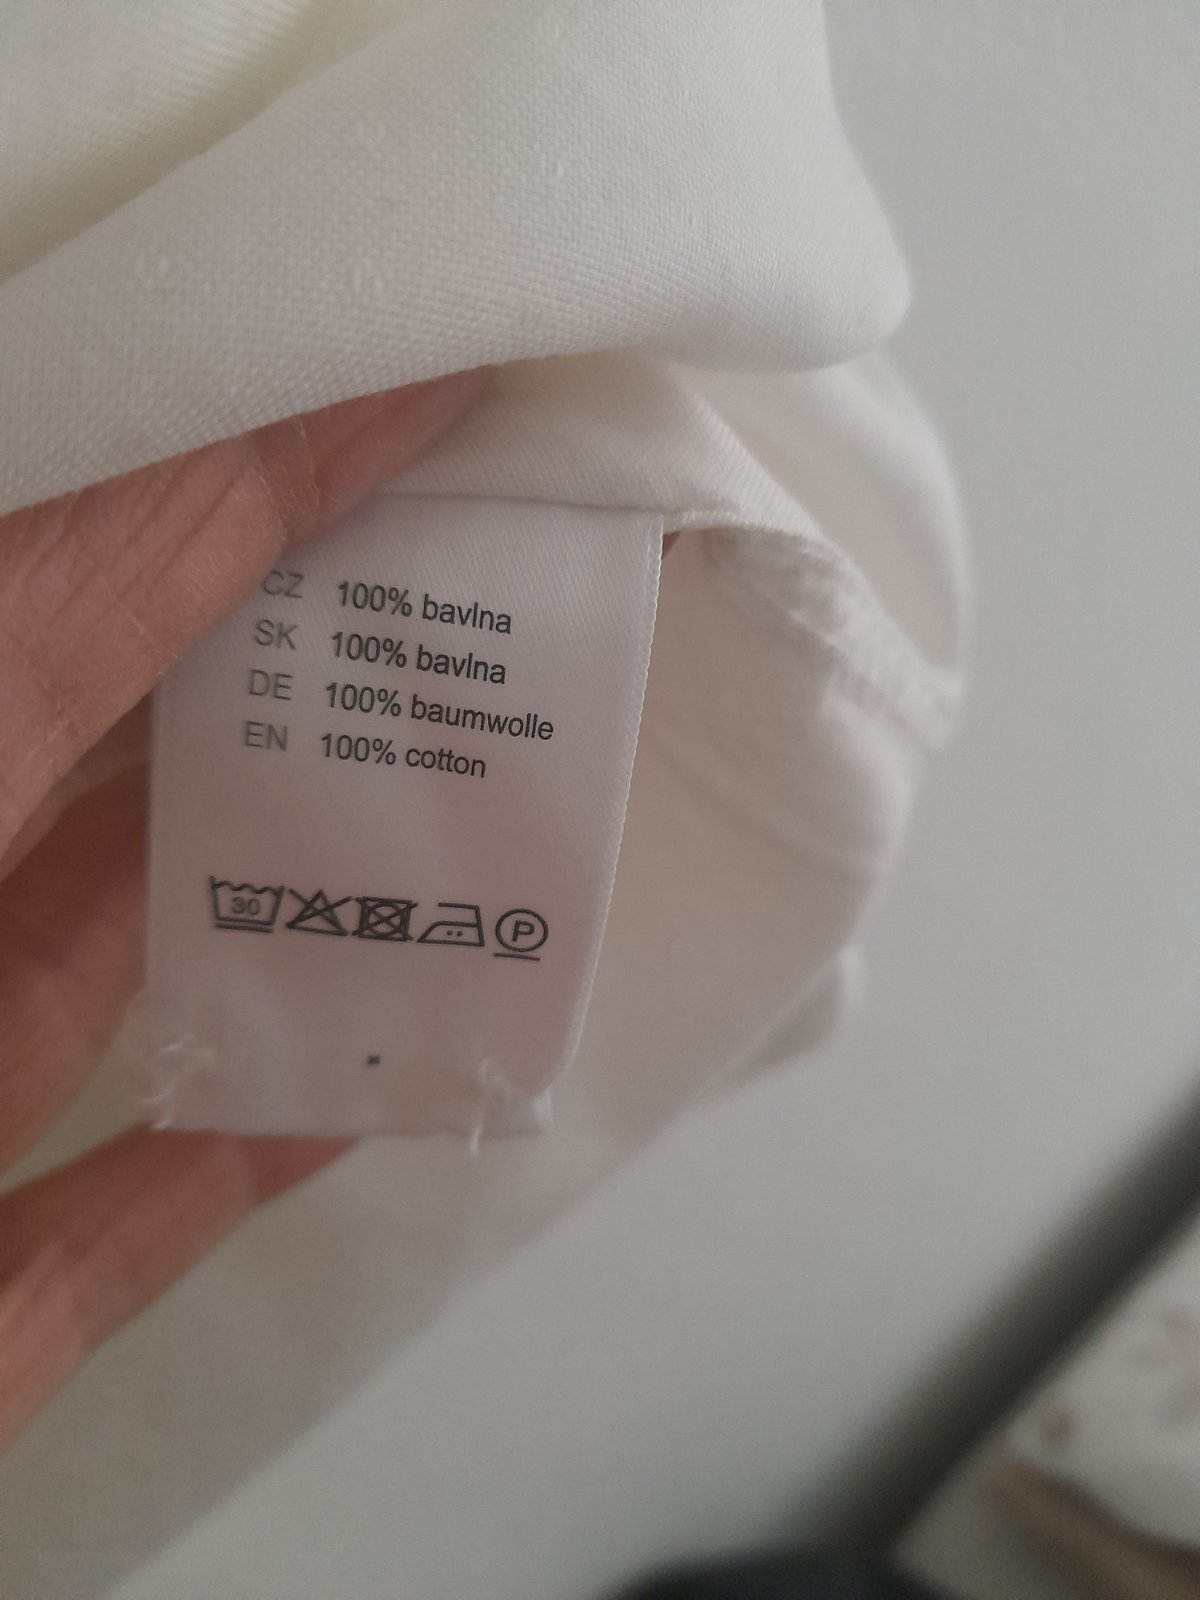 CZ 100% bavlna
SK 100% bavlna
DE 100% baumwolle
EN 100% cotton
30 P